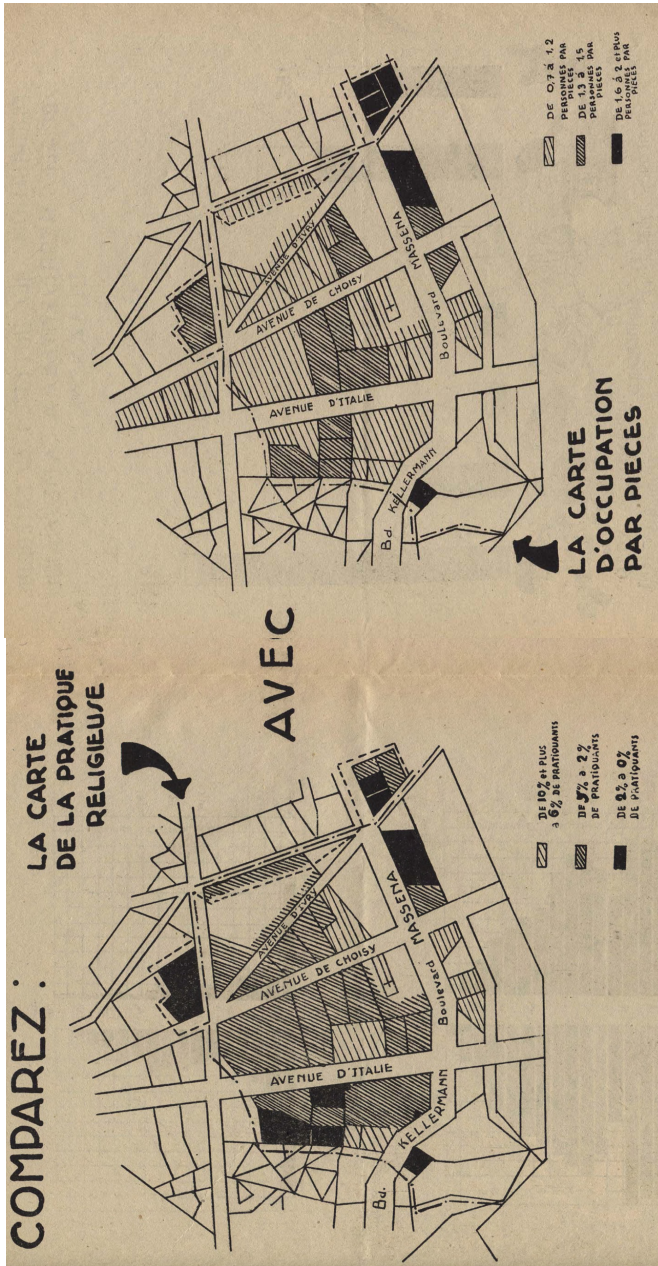 COMPAREZ :
LA CARTE
DE LA PRATIQUE
RELIGIEUSE
AVENUE D'IVRY
AVENUE DE CHOISY
AVENUE D'ITALIE
Boulevard MASSENA
Bd. KELLERMANN
DE 10% et PLUS
à 6% DE PRATIQUANTS
DE 5% à 2%
DE PRATIQUANTS
DE 2% à 0%
DE PRATIQUANTS
AVEC
AVENUE D'IVRY
AVENUE DE CHOISY
AVENUE D'ITALIE
Boulevard MASSENA
Bd. KELLERMANN
LA CARTE
D'OCCUPATION
PAR PIECES
DE 0,7 à 1,2
PERSONNES PAR
PIECES
DE 1,3 à 1,5
PERSONNES PAR
PIECES
DE 1,6 à 2 et PLUS
PERSONNES PAR
PIECES